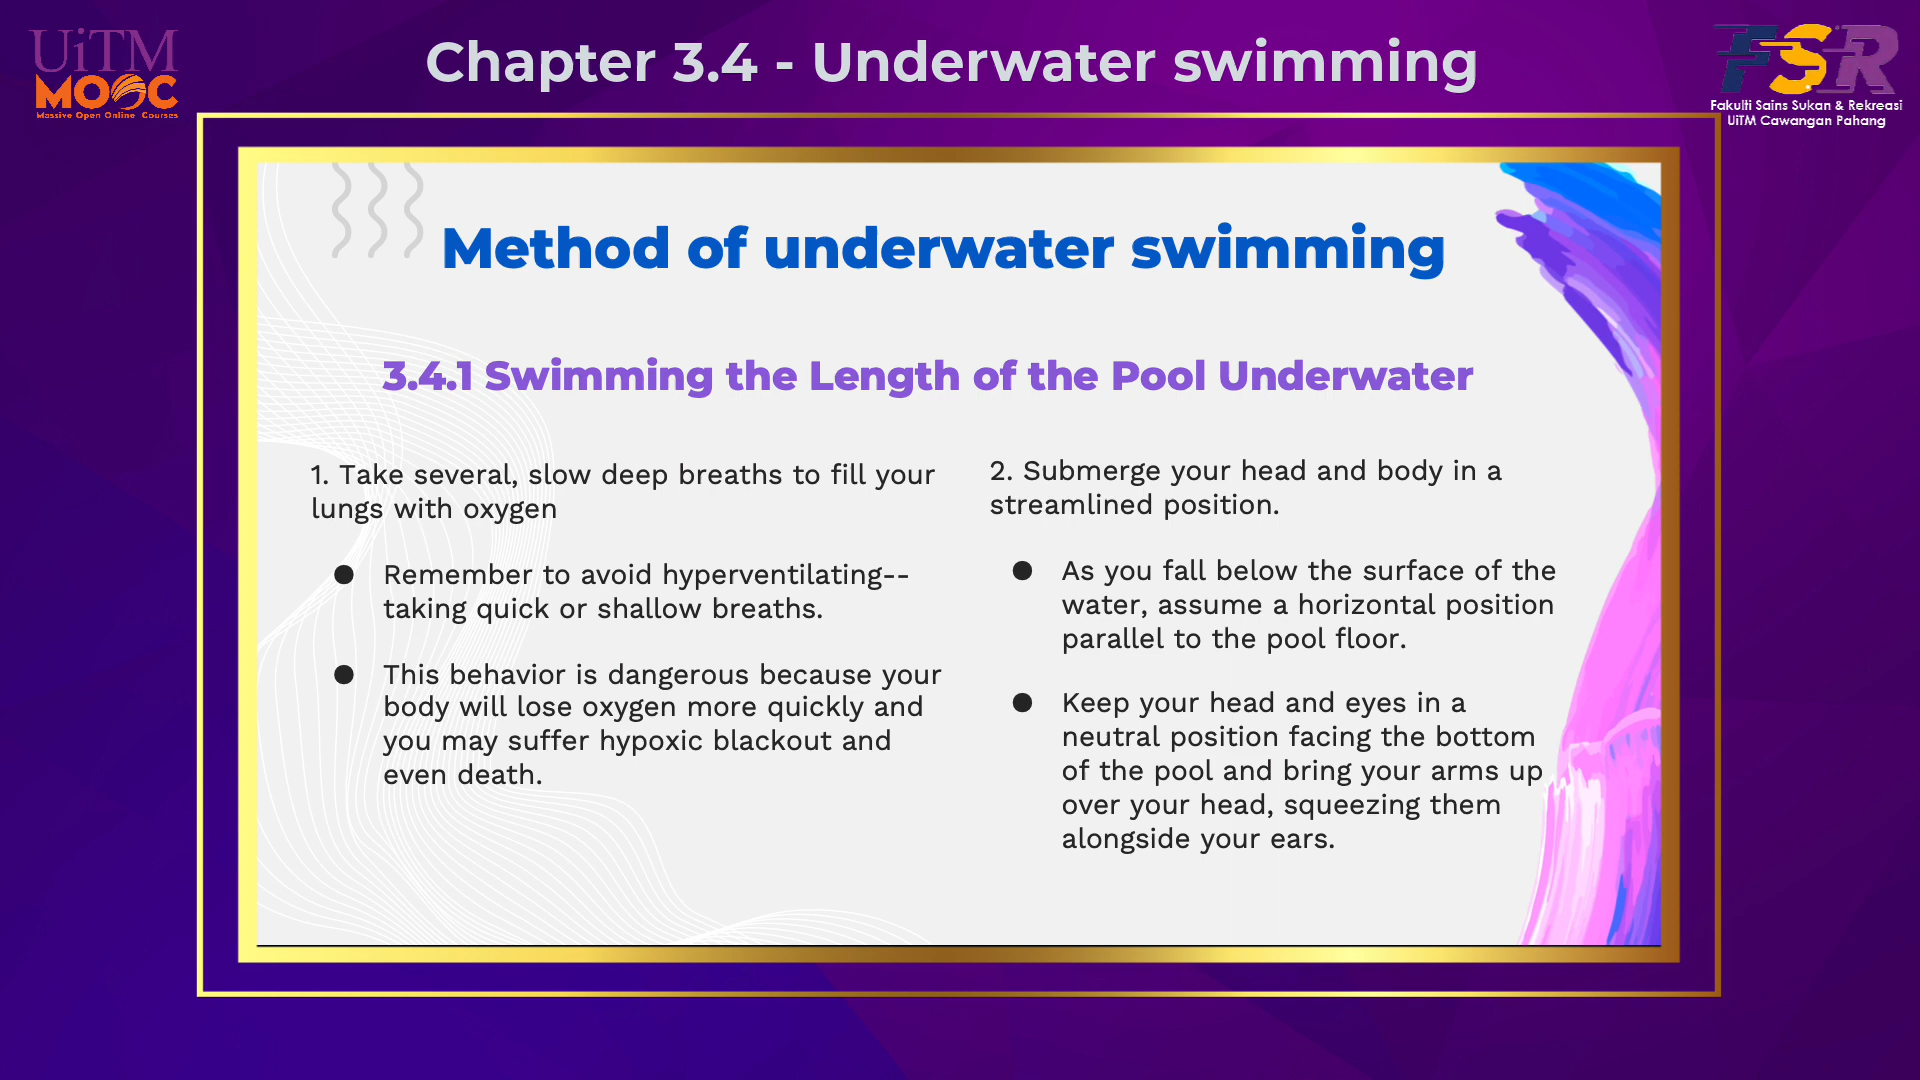 UiTM
MOOC
Massive Open Online Courses
Chapter 3.4 - Underwater swimming
FSR
Fakulti Sains Sukan & Rekreasi
UiTM Cawangan Pahang
Method of underwater swimming
3.4.1 Swimming the Length of the Pool Underwater
1. Take several, slow deep breaths to fill your
lungs with oxygen
● Remember to avoid hyperventilating--
taking quick or shallow breaths.
● This behavior is dangerous because your
body will lose oxygen more quickly and
you may suffer hypoxic blackout and
even death.
2. Submerge your head and body in a
streamlined position.
● As you fall below the surface of the
water, assume a horizontal position
parallel to the pool floor.
● Keep your head and eyes in a
neutral position facing the bottom
of the pool and bring your arms up
over your head, squeezing them
alongside your ears.